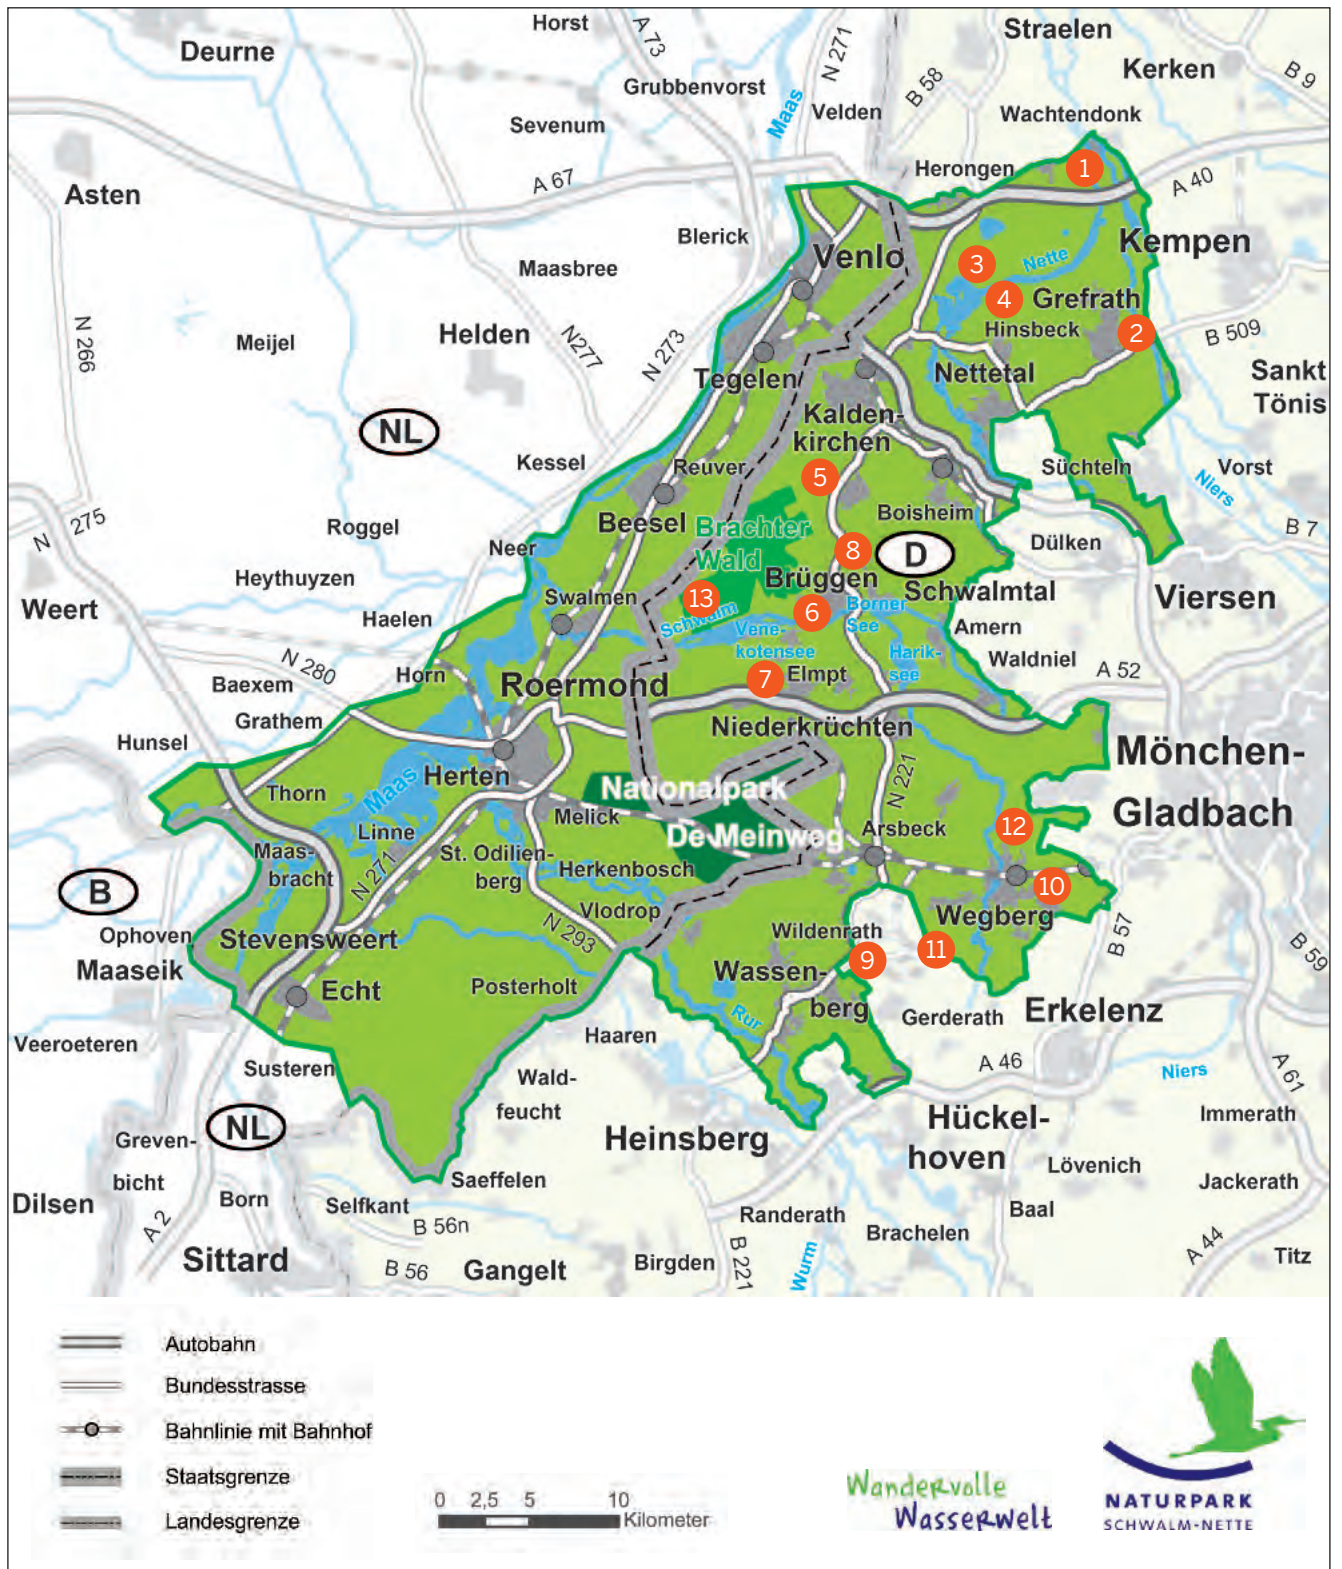 Horst
A 73
N 271
Straelen
Deurne
Kerken
B 9
Grubbenvorst
B 58
Maas
Velden
Wachtendonk
Sevenum
Herongen
1
A 40
A 67
Asten
Blerick
Venlo
Kempen
Maasbree
3
Nette
4
Grefrath
N 266
Meijel
Helden
N277
N 273
Hinsbeck
2
B 509
Tegelen
Nettetal
Sankt
Tönis
NL
Kalden-
kirchen
Kessel
Reuver
5
Süchteln
Vorst
Niers
N 275
Roggel
Beesel
Brachter
Wald
Boisheim
B 7
Neer
8
D
Dülken
Heythuyzen
Brüggen
Schwalmtal
Weert
Haelen
Swalmen
13
Schwalm
6
Borner
See
Viersen
Vene-
kotensee
Amern
Harik-
see
Waldniel
N 280
Baexem
Horn
Roermond
7
Elmpt
A 52
Grathem
Niederkrüchten
Hunsel
Mönchen-
Gladbach
Maas
Herten
Nationalpark
De Meinweg
N 221
Thorn
Linne
Melick
Arsbeck
12
Maas-
bracht
N 271
St. Odilien-
berg
Herkenbosch
B
10
Vlodrop
Wegberg
Ophoven
Stevensweert
N 293
Wildenrath
11
B 57
B 59
Maaseik
9
Wassen-
berg
Echt
Posterholt
Rur
Gerderath
Erkelenz
Haaren
Veeroeteren
Susteren
Wald-
feucht
A 46
Niers
A 61
NL
Greven-
bicht
Heinsberg
Hückel-
hoven
Immerath
Lövenich
Saeffelen
Jackerath
Dilsen
Born
Selfkant
A 2
B 56n
Randerath
Baal
Brachelen
Sittard
B 56
Gangelt
Birgden
B 221
Wurm
A 44
Titz
Autobahn
Bundesstrasse
Bahnlinie mit Bahnhof
Staatsgrenze
Landesgrenze
0 2,5 5 10
Kilometer
Wandervolle
Wasserwelt
NATURPARK
SCHWALM-NETTE